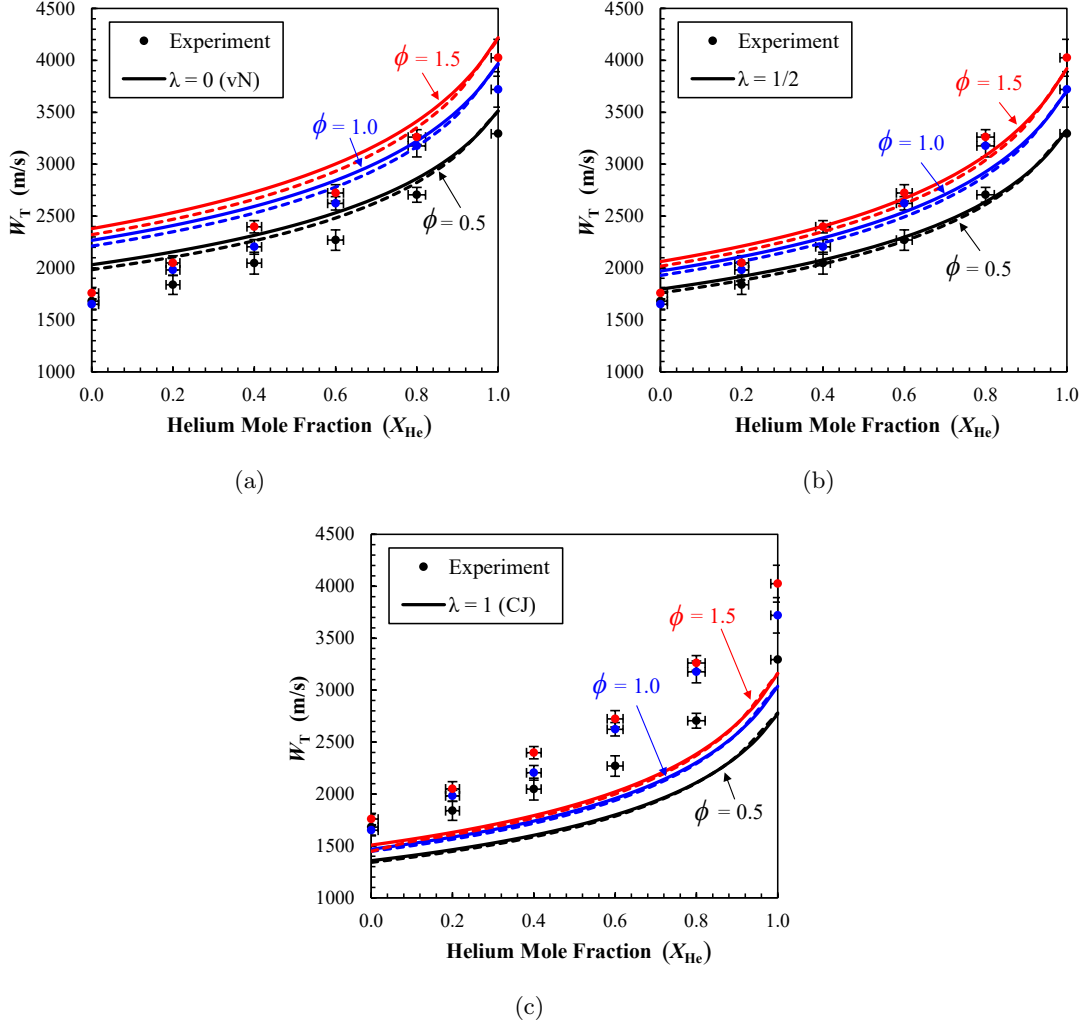 4500
4000
3500
3000
2500
2000
1500
1000
W_T (m/s)
Experiment
λ = 0 (vN)
ϕ = 1.5
ϕ = 1.0
ϕ = 0.5
0.0 0.2 0.4 0.6 0.8 1.0
Helium Mole Fraction (X_He)
(a)
4500
4000
3500
3000
2500
2000
1500
1000
W_T (m/s)
Experiment
λ = 1/2
ϕ = 1.5
ϕ = 1.0
ϕ = 0.5
0.0 0.2 0.4 0.6 0.8 1.0
Helium Mole Fraction (X_He)
(b)
4500
4000
3500
3000
2500
2000
1500
1000
W_T (m/s)
Experiment
λ = 1 (CJ)
ϕ = 1.5
ϕ = 1.0
ϕ = 0.5
0.0 0.2 0.4 0.6 0.8 1.0
Helium Mole Fraction (X_He)
(c)